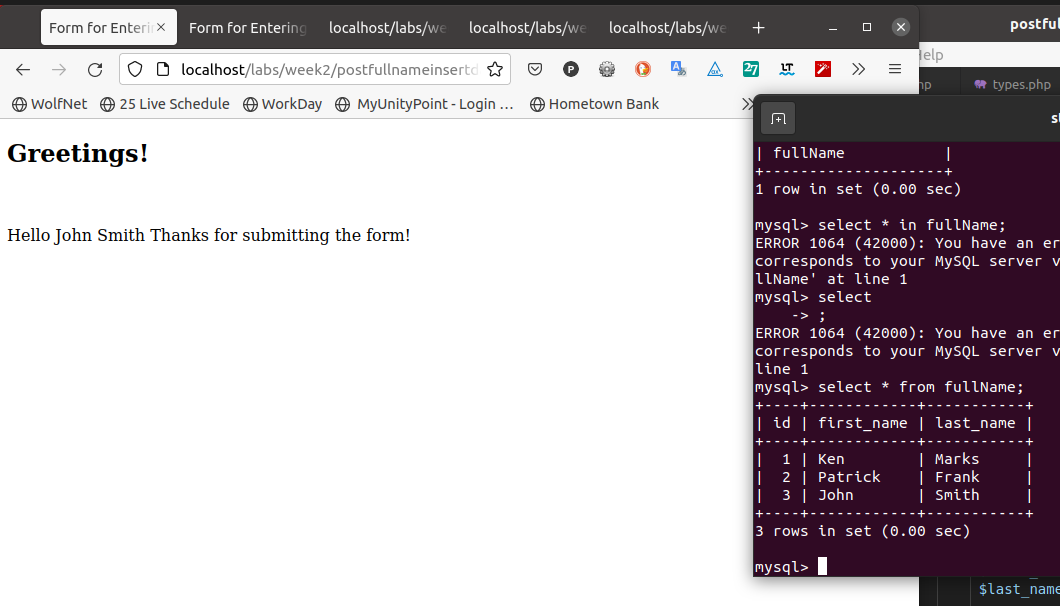 Form for Enteri
Form for Entering
localhost/labs/we
localhost/labs/we
localhost/labs/we
localhost/labs/week2/postfullnameinsertd
WolfNet
25 Live Schedule
WorkDay
MyUnityPoint - Login …
Hometown Bank
Greetings!
Hello John Smith Thanks for submitting the form!
postful
elp
hp
types.php
st
| fullName           |
+--------------------+
1 row in set (0.00 sec)
mysql> select * in fullName;
ERROR 1064 (42000): You have an er
corresponds to your MySQL server v
llName' at line 1
mysql> select
    -> ;
ERROR 1064 (42000): You have an er
corresponds to your MySQL server v
line 1
mysql> select * from fullName;
+----+------------+-----------+
| id | first_name | last_name |
+----+------------+-----------+
|  1 | Ken        | Marks     |
|  2 | Patrick    | Frank     |
|  3 | John       | Smith     |
+----+------------+-----------+
3 rows in set (0.00 sec)
mysql>
$last_name